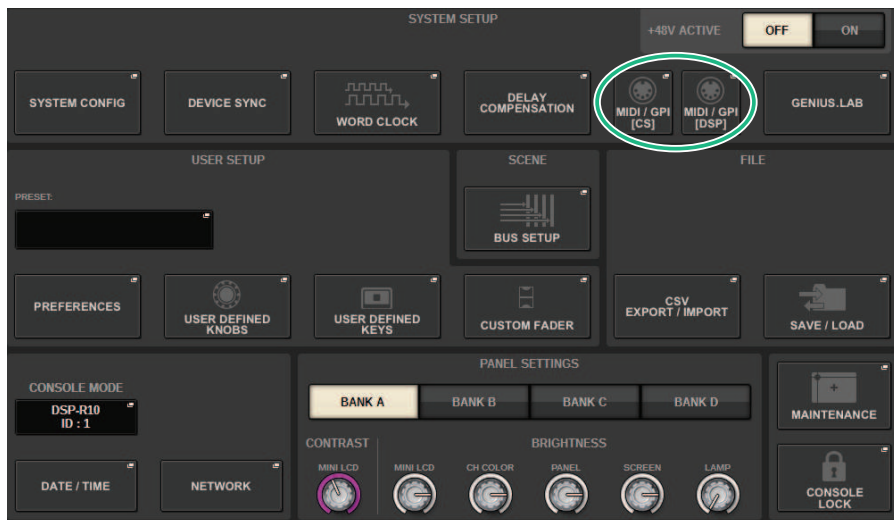 SYSTEM SETUP
+48V ACTIVE
OFF
ON
SYSTEM CONFIG
DEVICE SYNC
WORD CLOCK
DELAY
COMPENSATION
MIDI / GPI
[CS]
MIDI / GPI
[DSP]
GENIUS.LAB
USER SETUP
SCENE
FILE
PRESET:
BUS SETUP
PREFERENCES
USER DEFINED
KNOBS
USER DEFINED
KEYS
CUSTOM FADER
CSV
EXPORT / IMPORT
SAVE / LOAD
CONSOLE MODE
DSP-R10
ID : 1
PANEL SETTINGS
BANK A
BANK B
BANK C
BANK D
MAINTENANCE
CONTRAST
BRIGHTNESS
MINI LCD
MINI LCD
CH COLOR
PANEL
SCREEN
LAMP
DATE / TIME
NETWORK
CONSOLE
LOCK